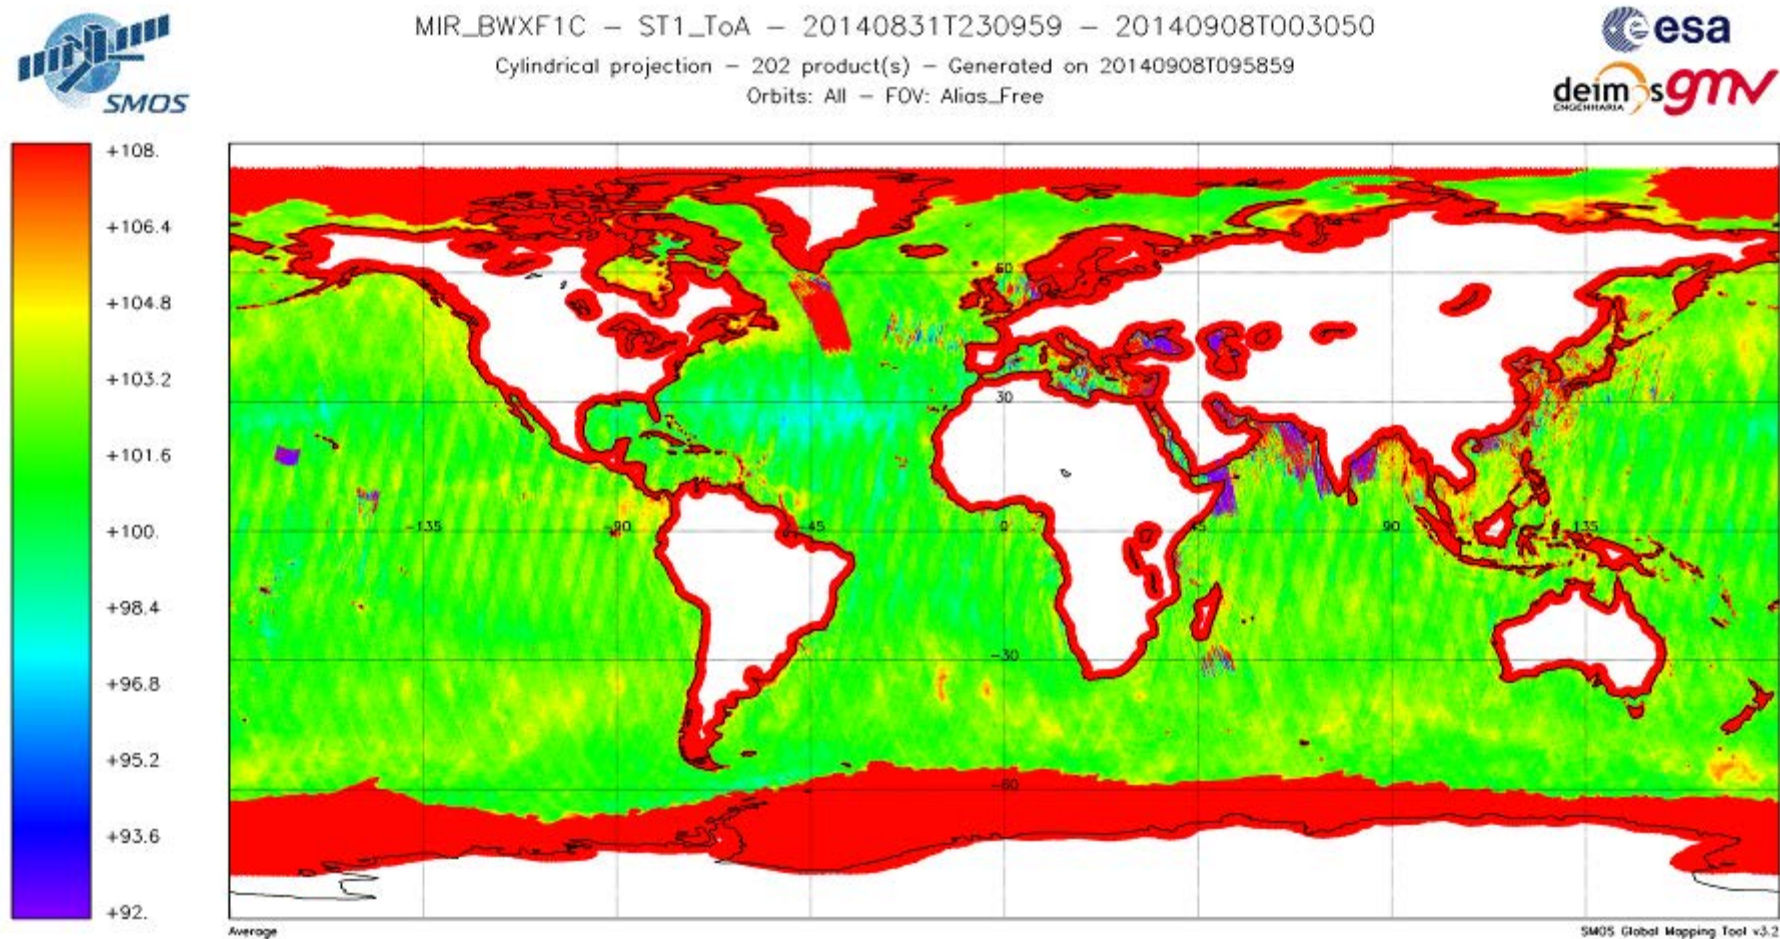 MIR_BWXF1C – ST1_ToA – 20140831T230959 – 20140908T003050
Cylindrical projection – 202 product(s) – Generated on 20140908T095859
Orbits: All – FOV: Alias_Free
SMOS
esa
deimos
ENGENHARIA
gmv
+108.
+106.4
+104.8
+103.2
+101.6
+100.
+98.4
+96.8
+95.2
+93.6
+92.
60
30
-135
-90
-45
0
45
90
135
-30
-60
Average
SMOS Global Mapping Tool v3.2